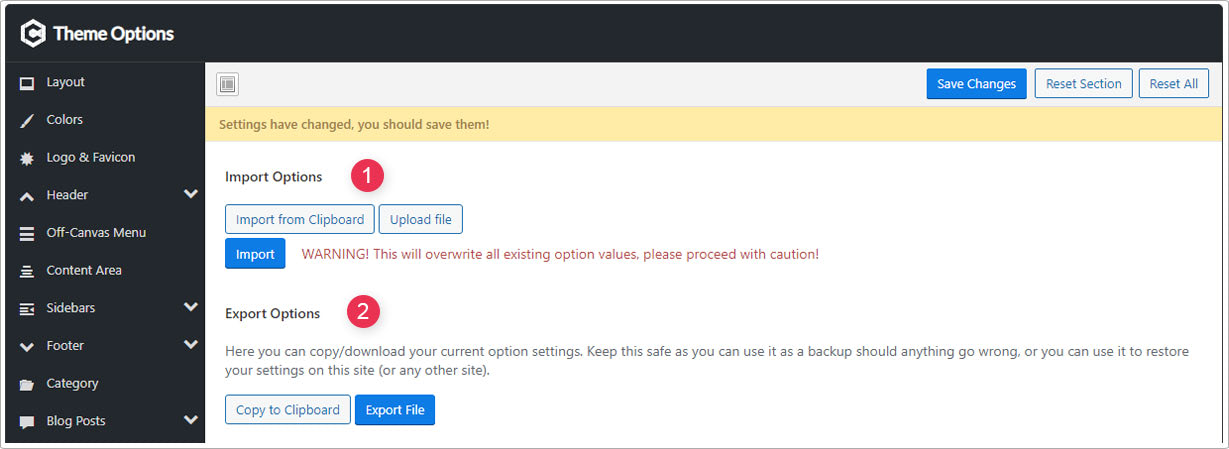 Theme Options
Layout
Colors
Logo & Favicon
Header
Off-Canvas Menu
Content Area
Sidebars
Footer
Category
Blog Posts
Save Changes
Reset Section
Reset All
Settings have changed, you should save them!
Import Options
1
Import from Clipboard
Upload file
Import
WARNING! This will overwrite all existing option values, please proceed with caution!
Export Options
2
Here you can copy/download your current option settings. Keep this safe as you can use it as a backup should anything go wrong, or you can use it to restore
your settings on this site (or any other site).
Copy to Clipboard
Export File